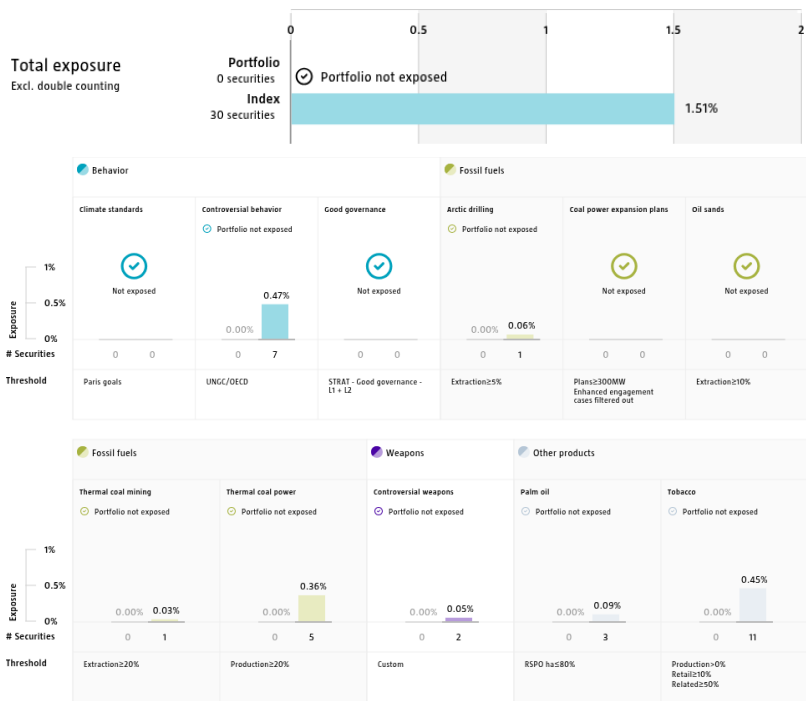 0 0.5 1 1.5 2
Total exposure
Excl. double counting
Portfolio
0 securities
Portfolio not exposed
Index
30 securities
1.51%
Behavior
Fossil fuels
Climate standards
Controversial behavior
Good governance
Arctic drilling
Coal power expansion plans
Oil sands
Portfolio not exposed
Portfolio not exposed
Exposure
1%
0.5%
0%
Not exposed
0.00% 0.47%
Not exposed
0.00% 0.06%
Not exposed
Not exposed
# Securities
0 0
0 7
0 0
0 1
0 0
0 0
Threshold
Paris goals
UNGC/OECD
STRAT - Good governance -
L1 + L2
Extraction≥5%
Plans≥300MW
Enhanced engagement
cases filtered out
Extraction≥10%
Fossil fuels
Weapons
Other products
Thermal coal mining
Thermal coal power
Controversial weapons
Palm oil
Tobacco
Portfolio not exposed
Portfolio not exposed
Portfolio not exposed
Portfolio not exposed
Portfolio not exposed
Exposure
1%
0.5%
0%
0.00% 0.03%
0.00% 0.36%
0.00% 0.05%
0.00% 0.09%
0.00% 0.45%
# Securities
0 1
0 5
0 2
0 3
0 11
Threshold
Extraction≥20%
Production≥20%
Custom
RSPO ha≤80%
Production>0%
Retail≥10%
Related≥50%